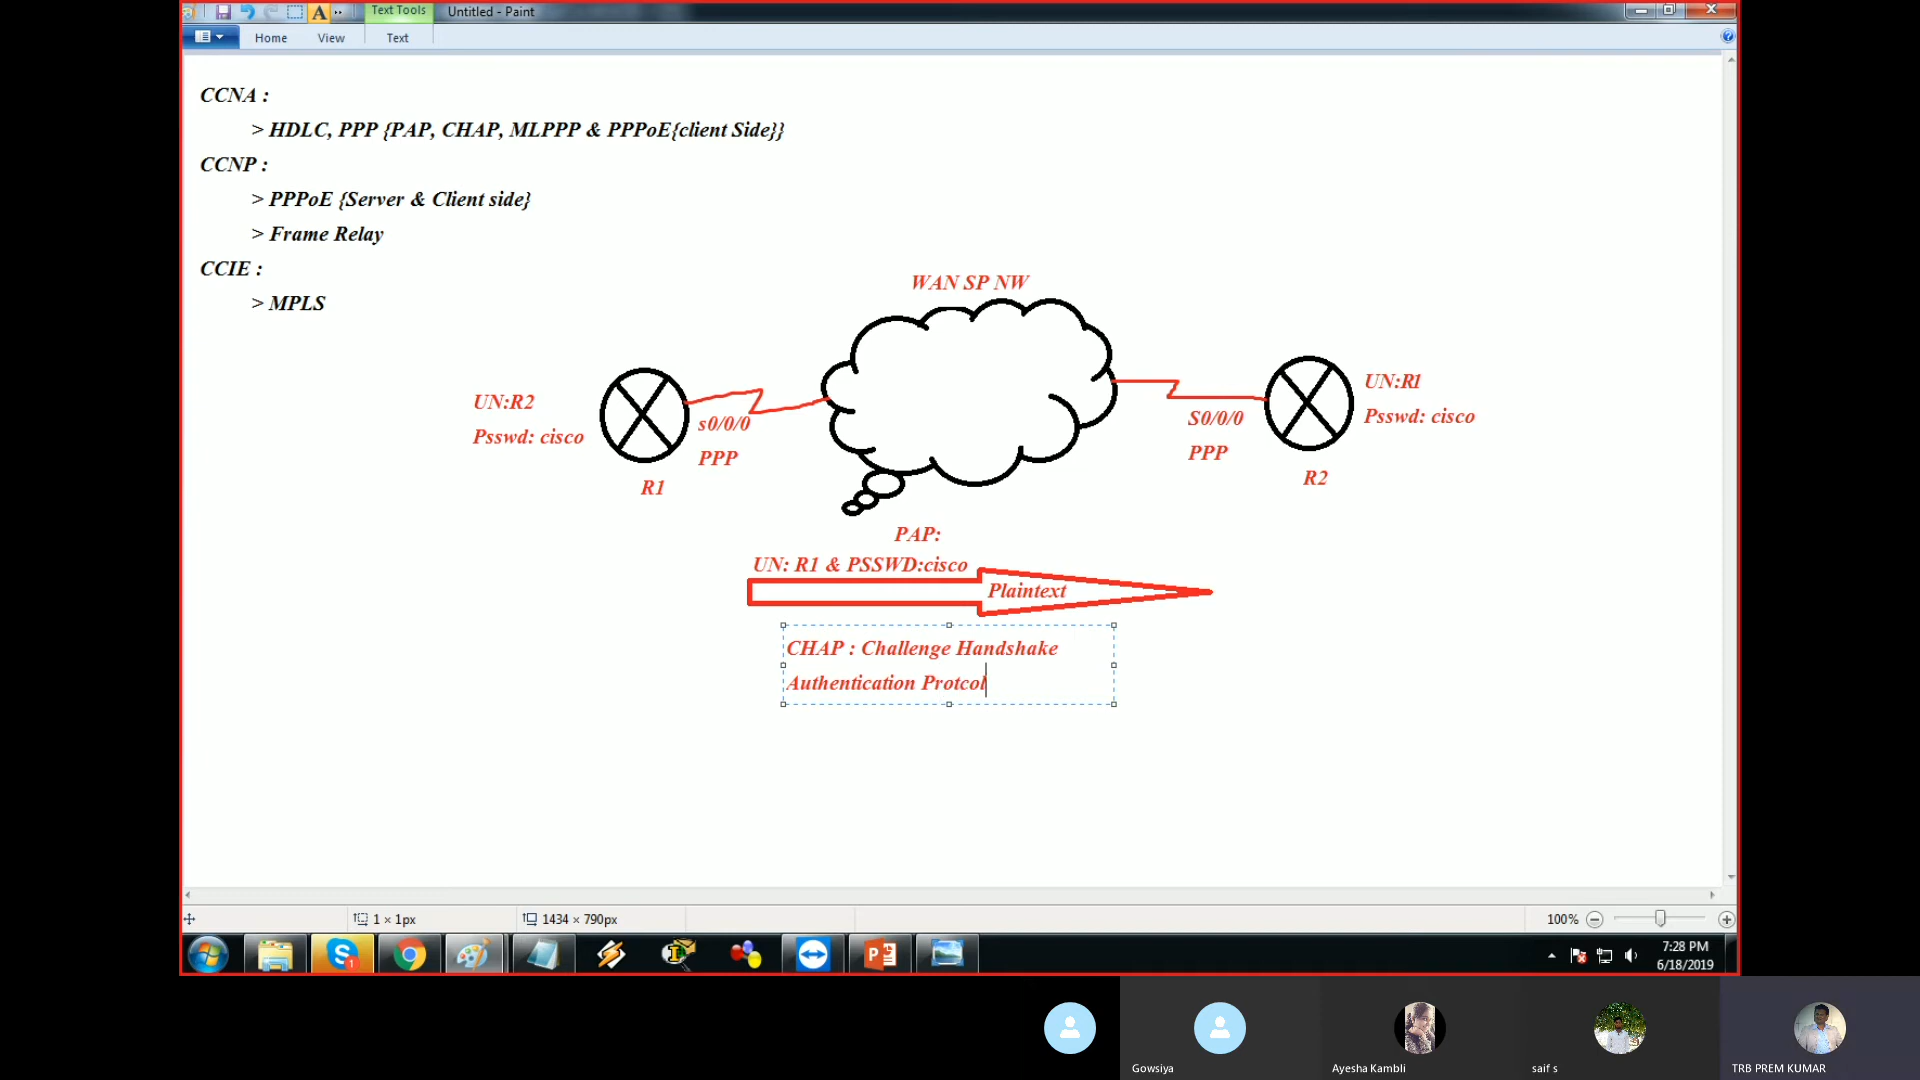 Text Tools
Untitled - Paint
Home
View
Text
CCNA :
> HDLC, PPP {PAP, CHAP, MLPPP & PPPoE{client Side}}
CCNP :
> PPPoE {Server & Client side}
> Frame Relay
CCIE :
> MPLS
WAN SP NW
UN:R2
Psswd: cisco
s0/0/0
PPP
R1
S0/0/0
PPP
UN:R1
Psswd: cisco
R2
PAP:
UN: R1 & PSSWD:cisco
Plaintext
CHAP : Challenge Handshake
Authentication Protcol
1 × 1px
1434 × 790px
100%
7:28 PM
6/18/2019
Gowsiya
Ayesha Kambli
saif s
TRB PREM KUMAR